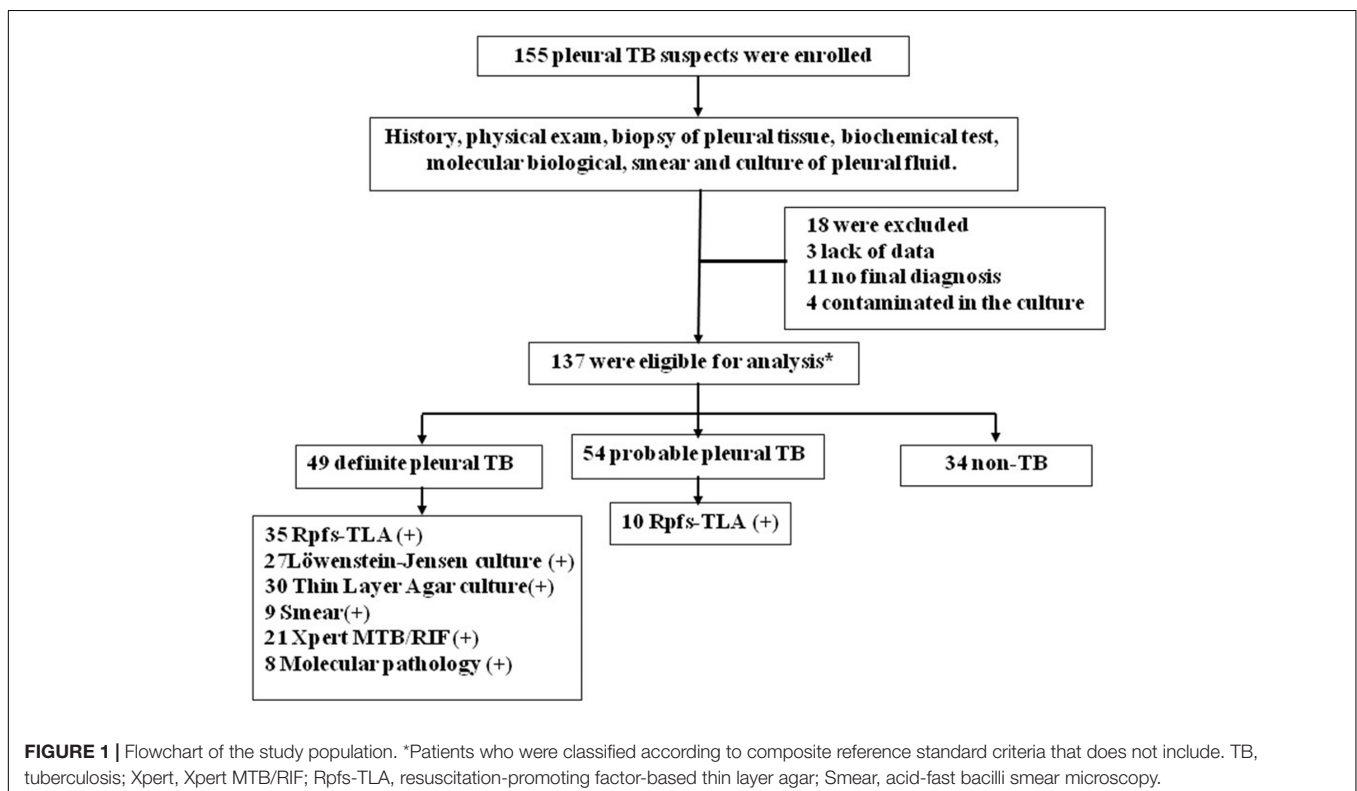 155 pleural TB suspects were enrolled
History, physical exam, biopsy of pleural tissue, biochemical test,
molecular biological, smear and culture of pleural fluid.
18 were excluded
3 lack of data
11 no final diagnosis
4 contaminated in the culture
137 were eligible for analysis*
49 definite pleural TB
54 probable pleural TB
34 non-TB
35 Rpfs-TLA (+)
27Löwenstein-Jensen culture (+)
30 Thin Layer Agar culture(+)
9 Smear(+)
21 Xpert MTB/RIF (+)
8 Molecular pathology (+)
10 Rpfs-TLA (+)
FIGURE 1 | Flowchart of the study population. *Patients who were classified according to composite reference standard criteria that does not include. TB,
tuberculosis; Xpert, Xpert MTB/RIF; Rpfs-TLA, resuscitation-promoting factor-based thin layer agar; Smear, acid-fast bacilli smear microscopy.